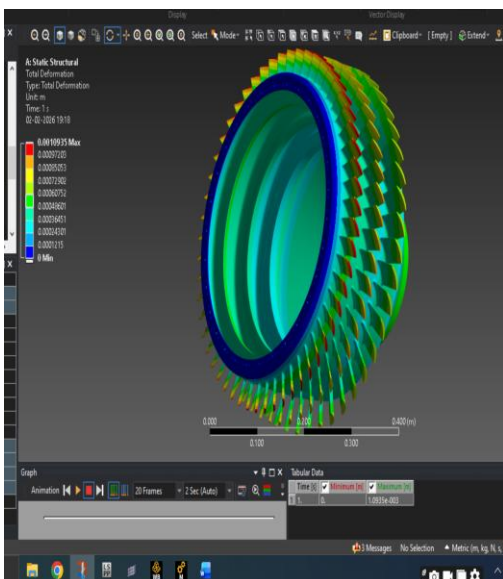 Display
Vector Display
Select Mode
Clipboard
[ Empty ]
Extend
A: Static Structural
Total Deformation
Type: Total Deformation
Unit: m
Time: 1 s
02-02-2026 19:18
0.0010935 Max
0.00097203
0.00085053
0.00072902
0.00060752
0.00048601
0.00036451
0.00024301
0.0001215
0 Min
0.000
0.200
0.400 (m)
0.100
0.300
Graph
Animation
20 Frames
2 Sec (Auto)
Tabular Data
Time [s]
Minimum [m]
Maximum [m]
1
1.
0.
1.0935e-003
3 Messages
No Selection
Metric (m, kg, N, s,